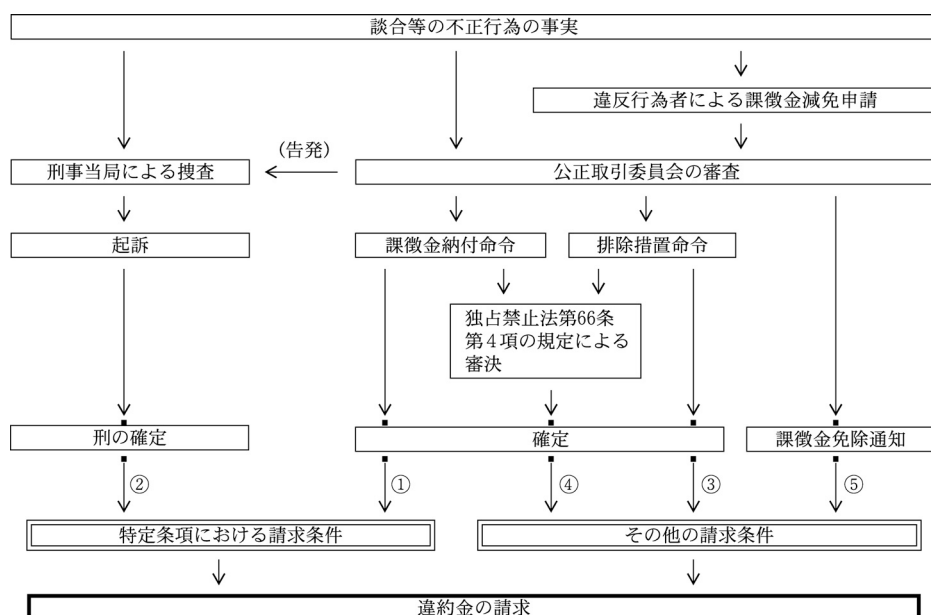 談合等の不正行為の事実
違反行為者による課徴金減免申請
(告発)
刑事当局による捜査
公正取引委員会の審査
起訴
課徴金納付命令
排除措置命令
独占禁止法第66条
第4項の規定による
審決
刑の確定
確定
課徴金免除通知
②
①
④
③
⑤
特定条項における請求条件
その他の請求条件
違約金の請求